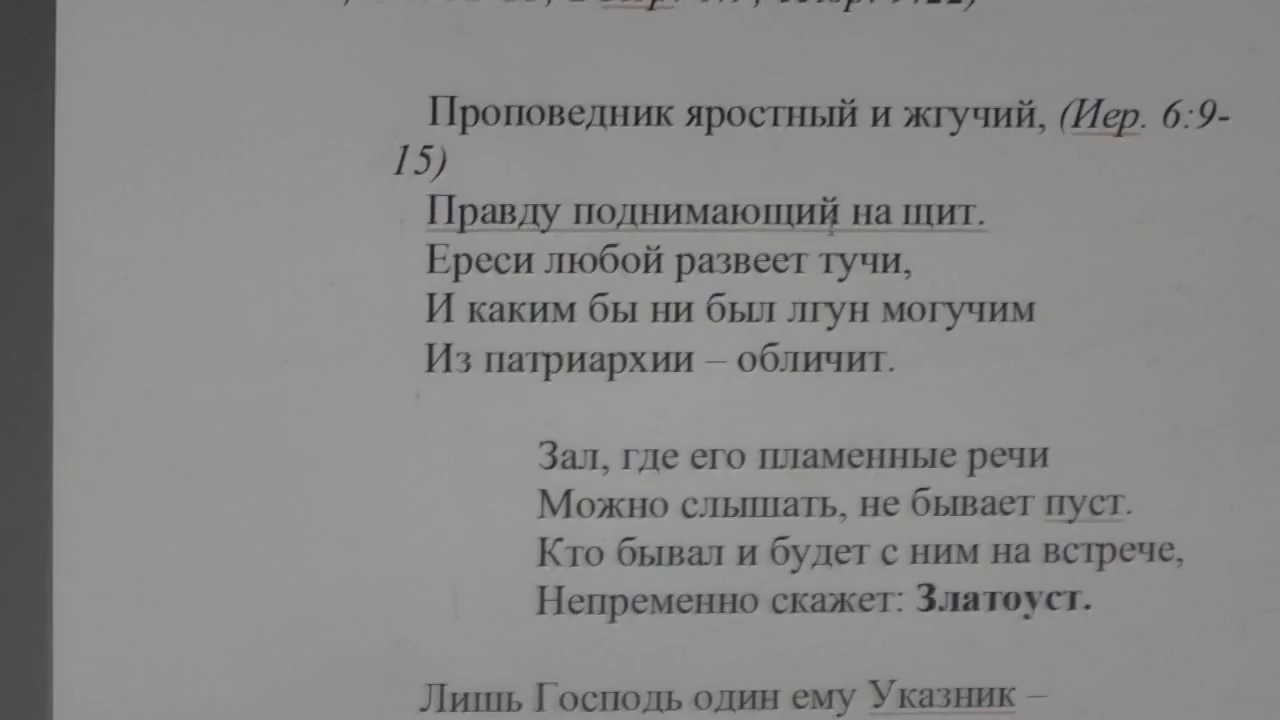 Проповедник яростный и жгучий, (Иер. 6:9-
15)
Правду поднимающий на щит.
Ереси любой развеет тучи,
И каким бы ни был лгун могучим
Из патриархии – обличит.
Зал, где его пламенные речи
Можно слышать, не бывает пуст.
Кто бывал и будет с ним на встрече,
Непременно скажет: Златоуст.
Лишь Господь один ему Указник –